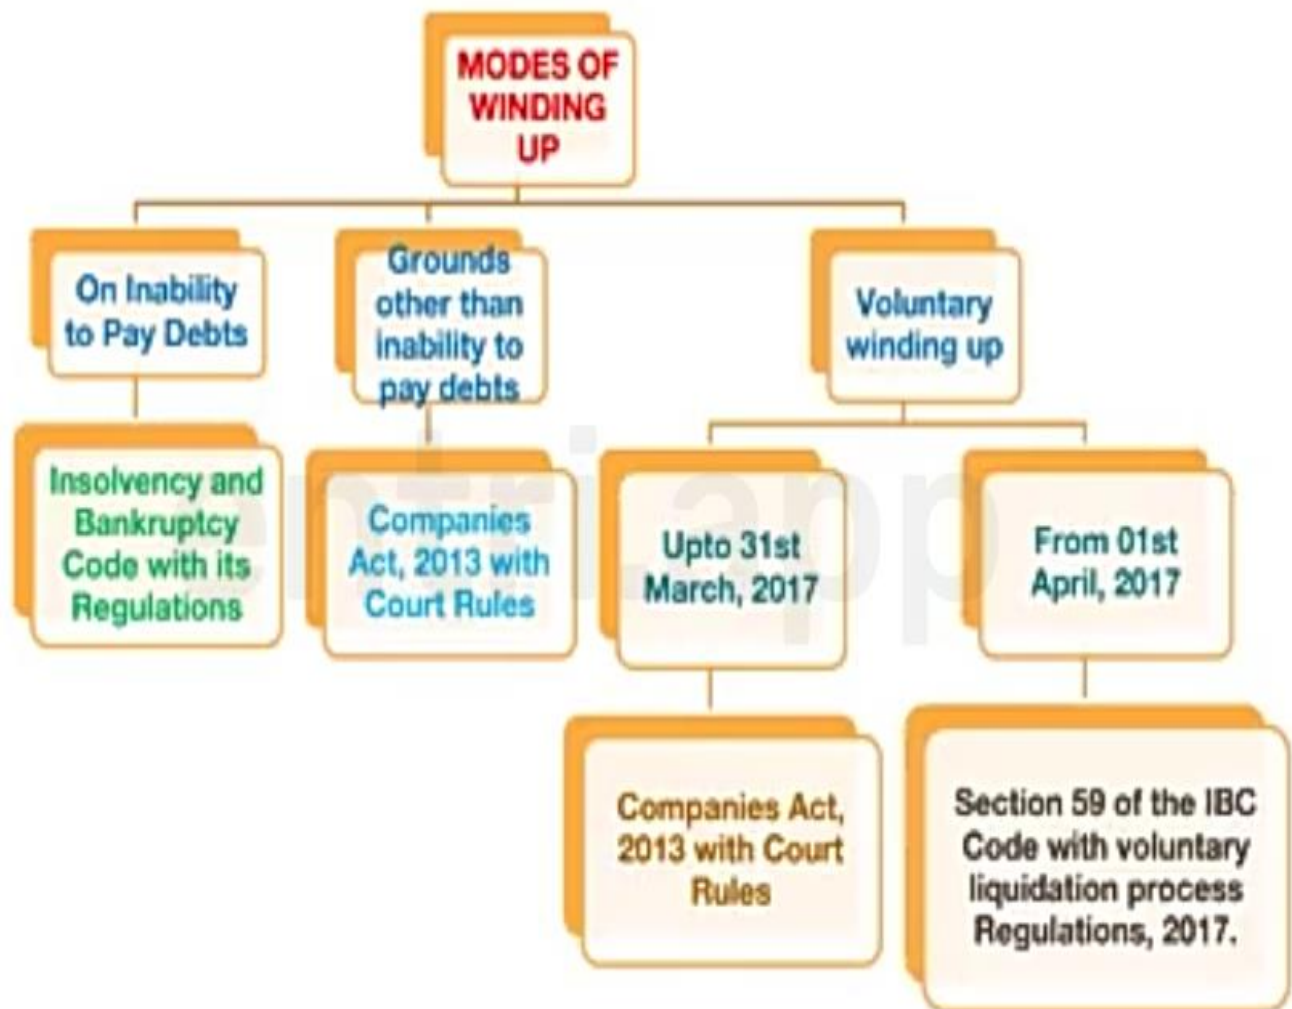 MODES OF
WINDING
UP
On Inability
to Pay Debts
Grounds
other than
inability to
pay debts
Voluntary
winding up
Insolvency and
Bankruptcy
Code with its
Regulations
Companies
Act, 2013 with
Court Rules
Upto 31st
March, 2017
From 01st
April, 2017
Companies Act,
2013 with Court
Rules
Section 59 of the IBC
Code with voluntary
liquidation process
Regulations, 2017.
entri.app